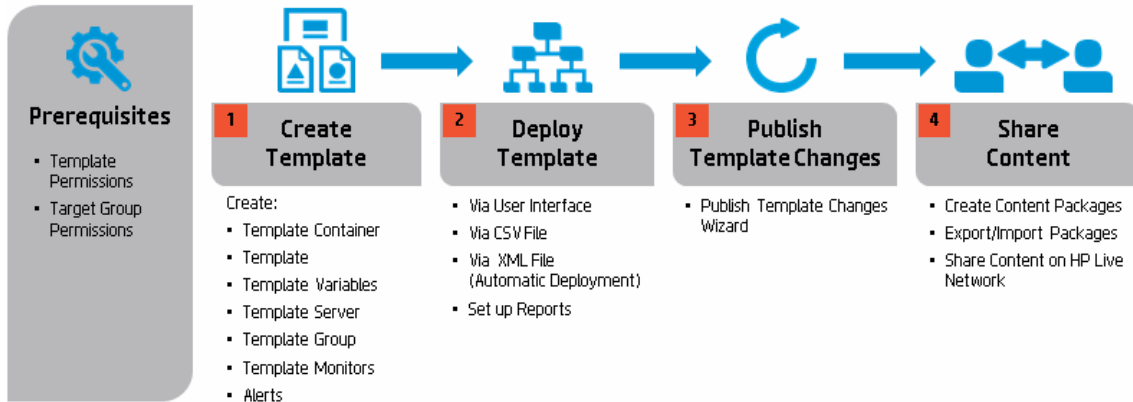 Prerequisites
▪ Template
Permissions
▪ Target Group
Permissions
1
Create
Template
Create:
▪ Template Container
▪ Template
▪ Template Variables
▪ Template Server
▪ Template Group
▪ Template Monitors
▪ Alerts
2
Deploy
Template
▪ Via User Interface
▪ Via CSV File
▪ Via XML File
(Automatic Deployment)
▪ Set up Reports
3
Publish
Template Changes
▪ Publish Template Changes
Wizard
4
Share
Content
▪ Create Content Packages
▪ Export/Import Packages
▪ Share Content on HP Live
Network